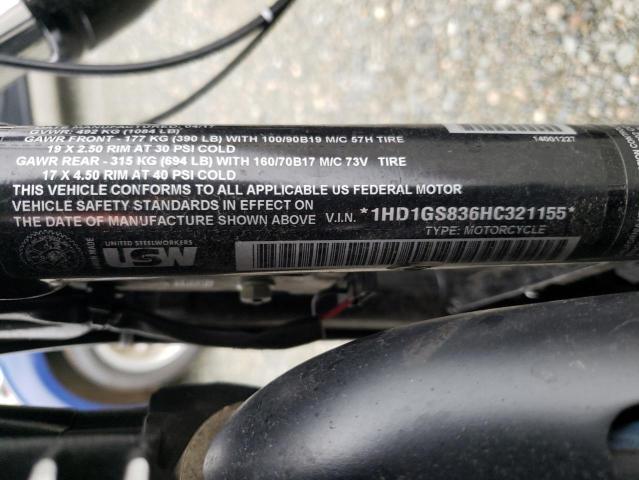 GVWR: 492 KG (1084 LB)
GAWR FRONT - 177 KG (390 LB) WITH 100/90B19 M/C 57H TIRE
19 X 2.50 RIM AT 30 PSI COLD
GAWR REAR - 315 KG (694 LB) WITH 160/70B17 M/C 73V TIRE
17 X 4.50 RIM AT 40 PSI COLD
THIS VEHICLE CONFORMS TO ALL APPLICABLE US FEDERAL MOTOR
VEHICLE SAFETY STANDARDS IN EFFECT ON
THE DATE OF MANUFACTURE SHOWN ABOVE V.I.N. *1HD1GS836HC321155*
TYPE: MOTORCYCLE
14001227
MADE
UNITED STEELWORKERS
USW